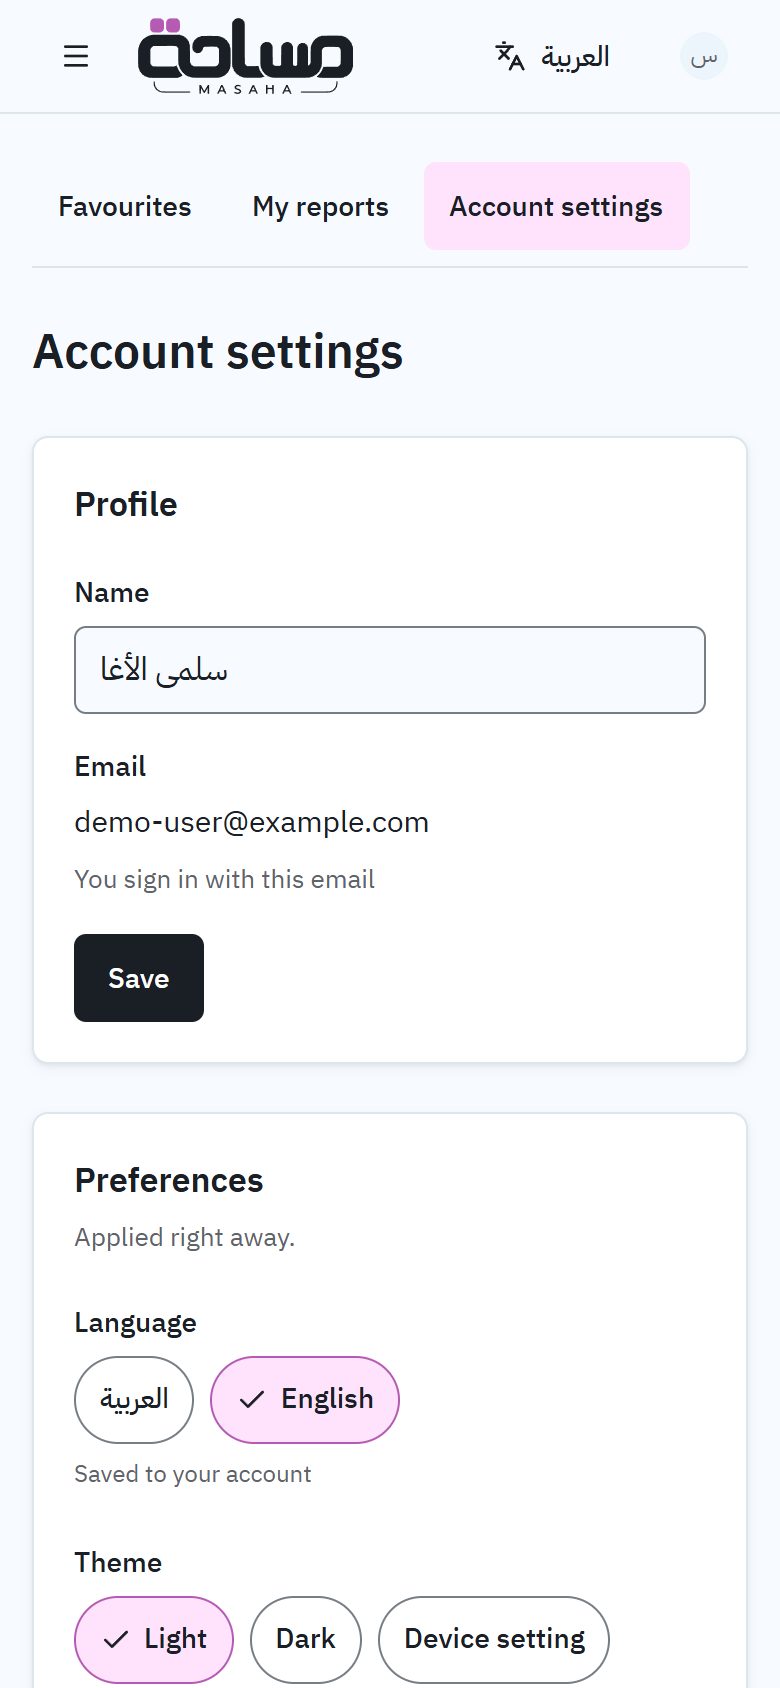 مساحة
MASAHA
العربية
س
Favourites
My reports
Account settings
Account settings
Profile
Name
سلمى الأغا
Email
demo-user@example.com
You sign in with this email
Save
Preferences
Applied right away.
Language
العربية
English
Saved to your account
Theme
Light
Dark
Device setting